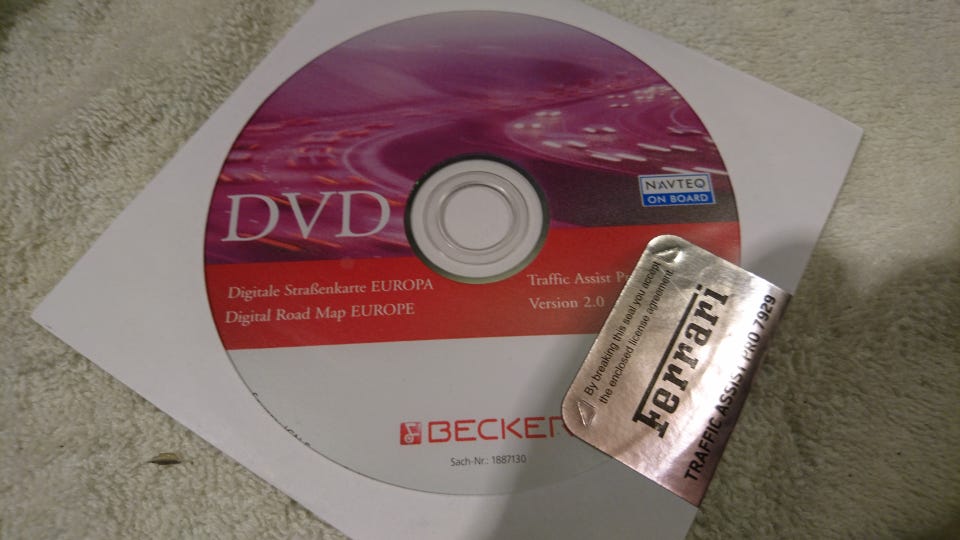 DVD
NAVTEQ
ON BOARD
Digitale Straßenkarte EUROPA
Digital Road Map EUROPE
Traffic Assist
Version 2.0
BECKER
Sach-Nr.: 1887130
By breaking this seal you accept
the enclosed license agreement.
Ferrari
TRAFFIC ASSIST PRO 7929